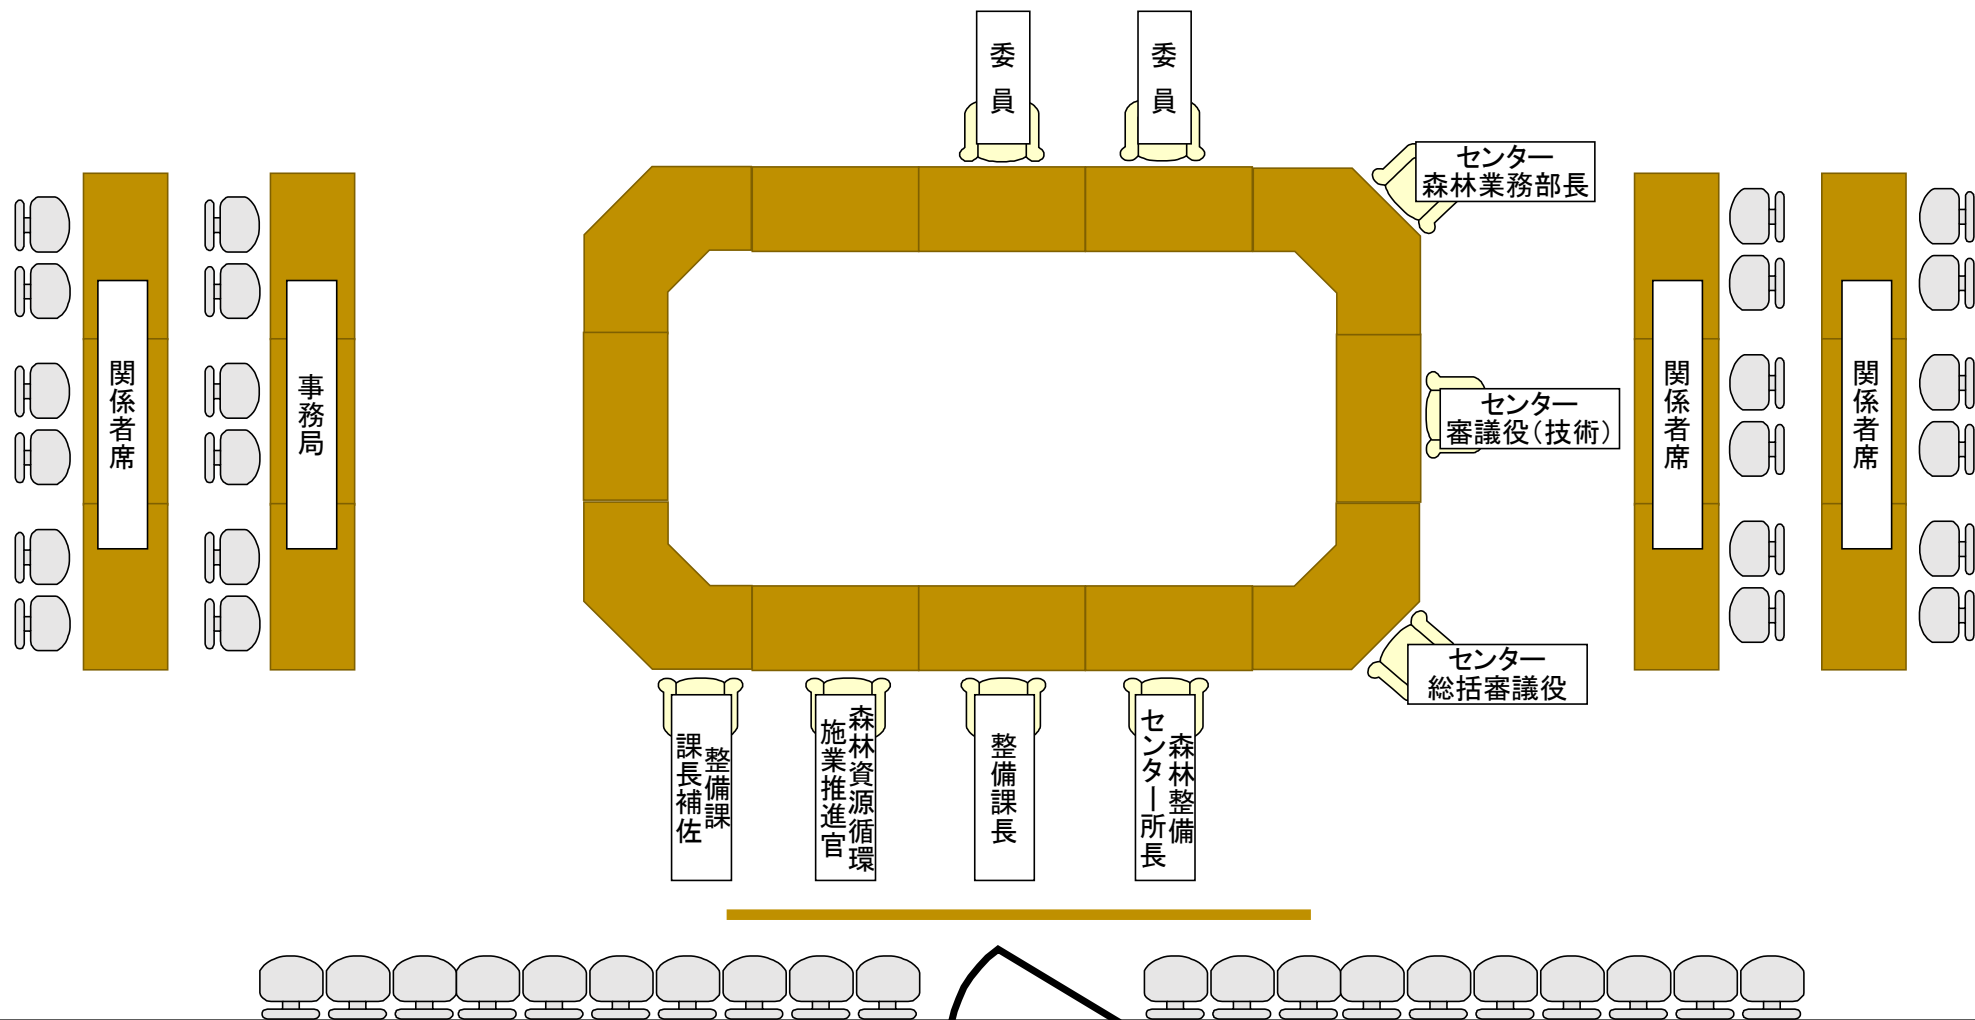 委員
委員
センター
森林業務部長
関係者席
事務局
センター
審議役（技術）
関係者席
関係者席
センター
総括審議役
整備課
課長補佐
森林資源循環
施業推進官
整備課長
森林整備
センター所長